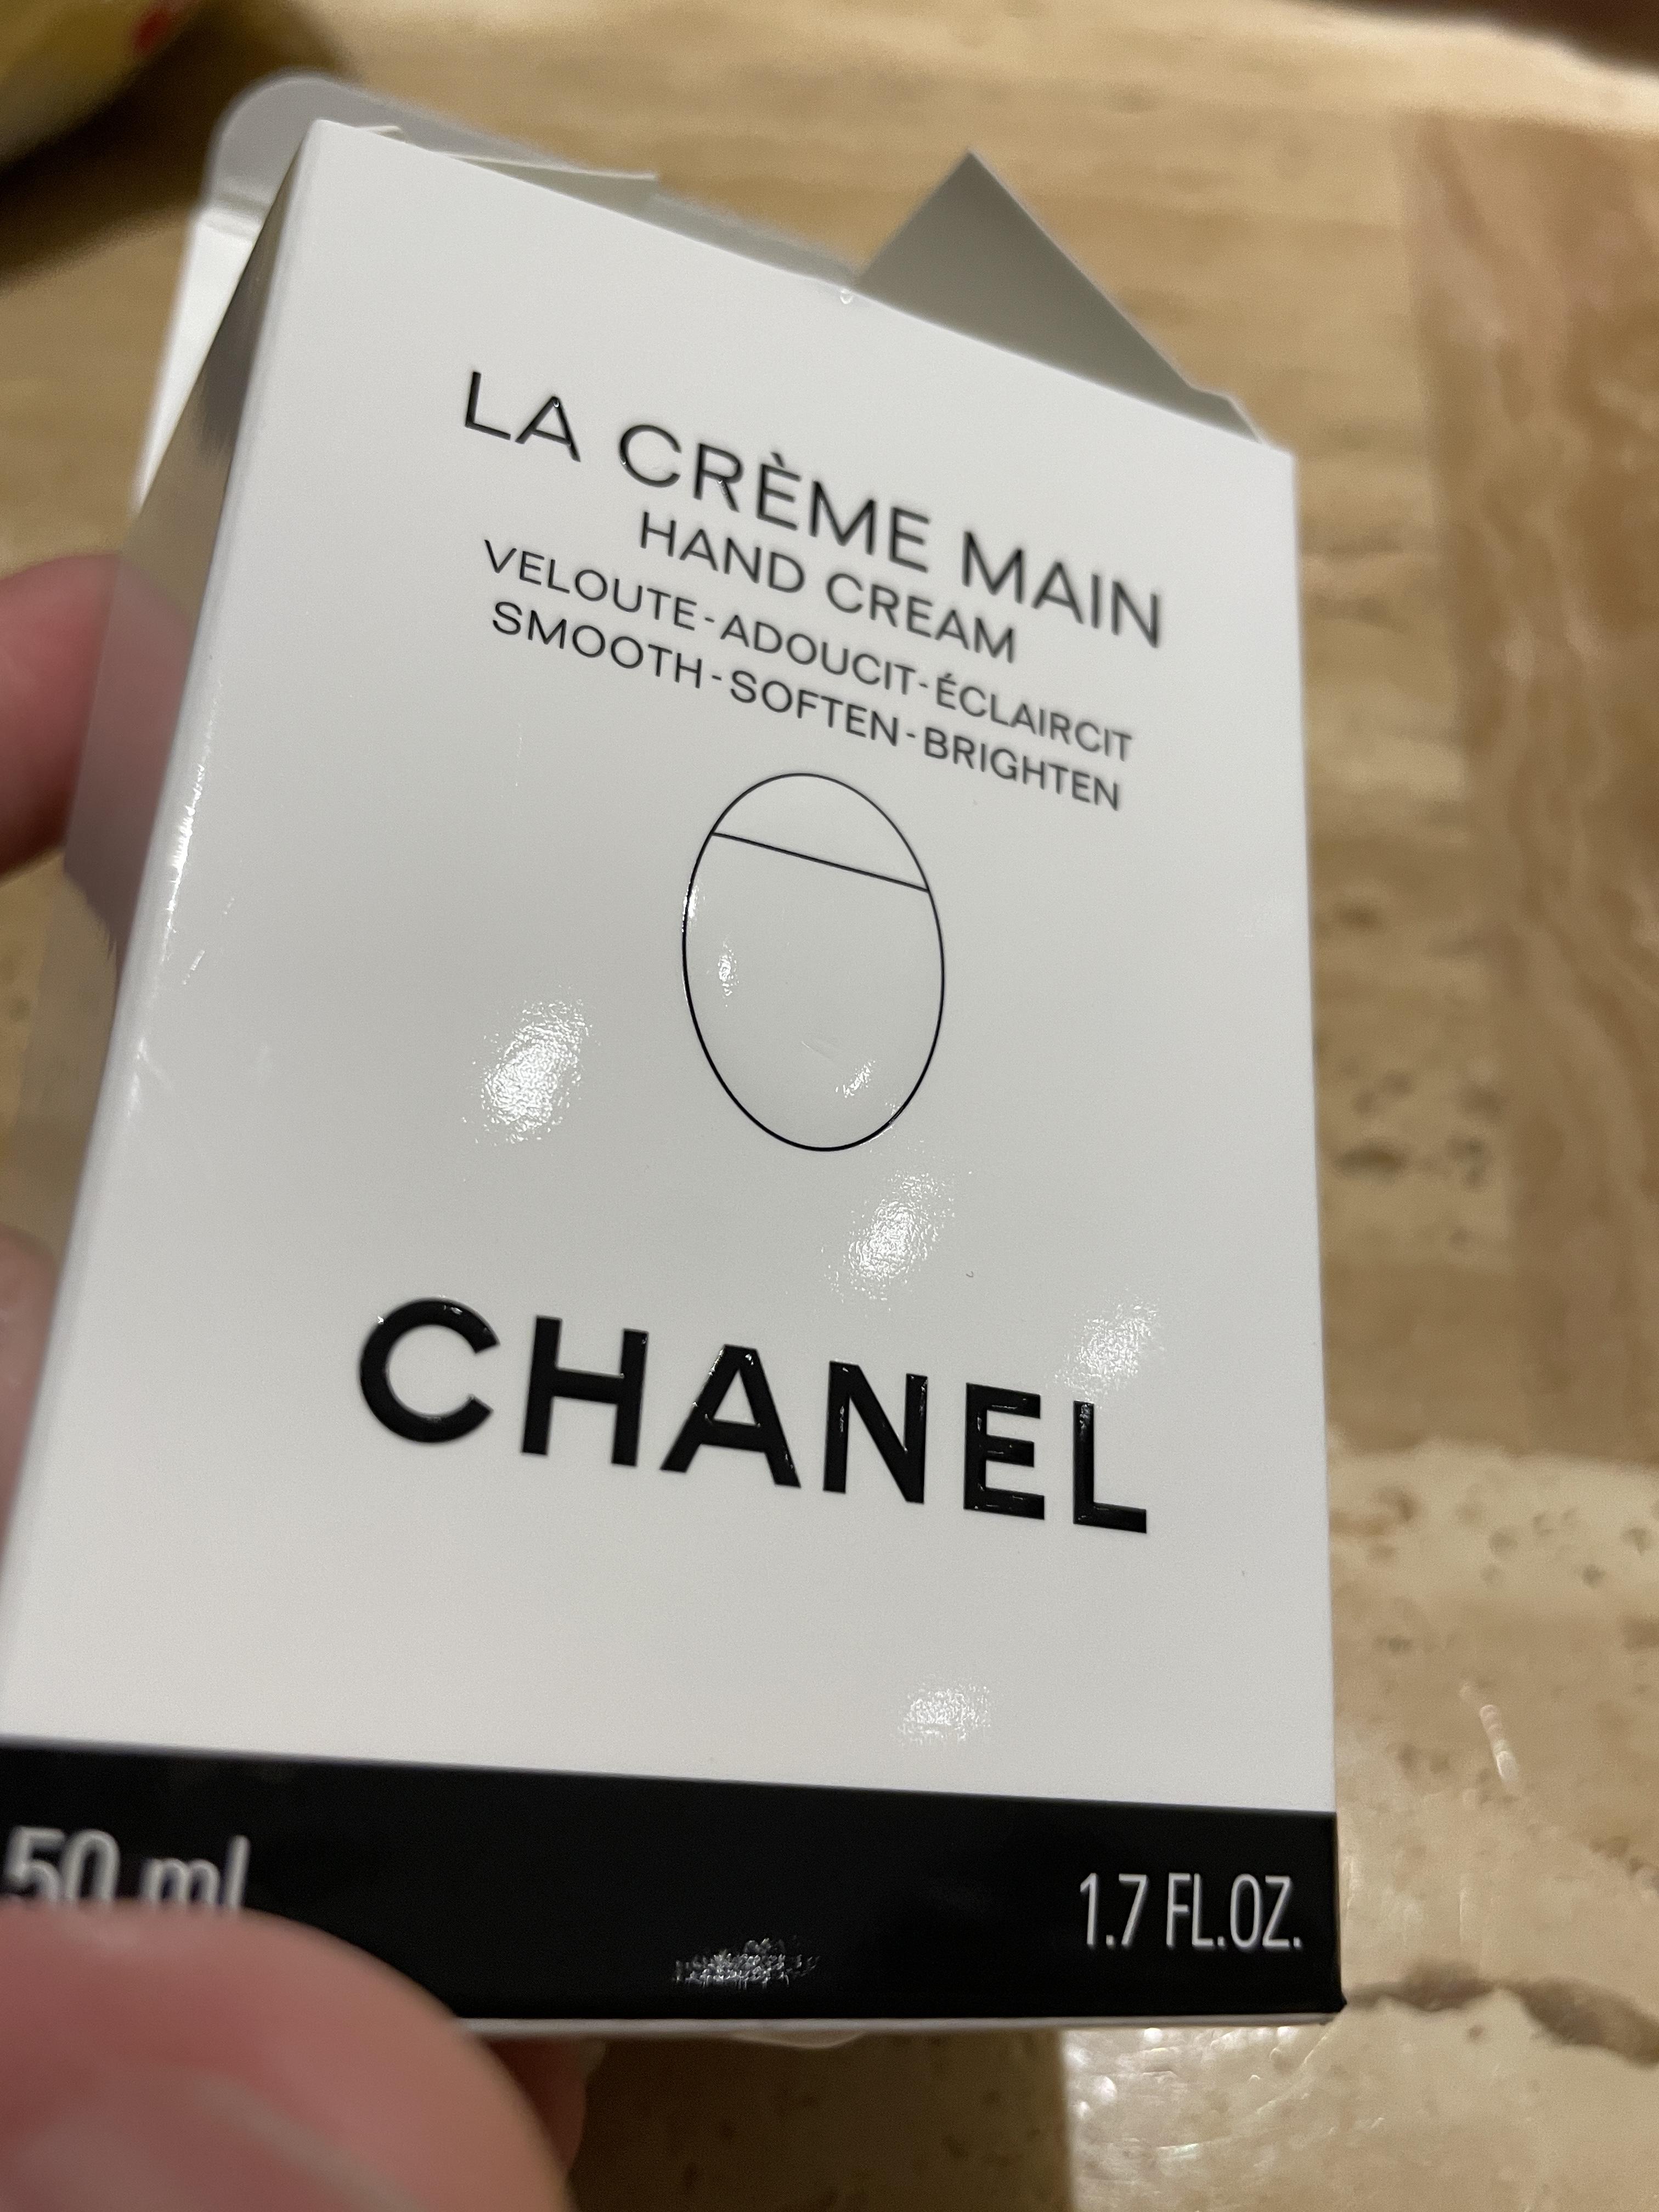 LA CRÈME MAIN
HAND CREAM
VELOUTE-ADOUCIT-ÉCLAIRCIT
SMOOTH-SOFTEN-BRIGHTEN
CHANEL
50 ml 1.7 FL.OZ.